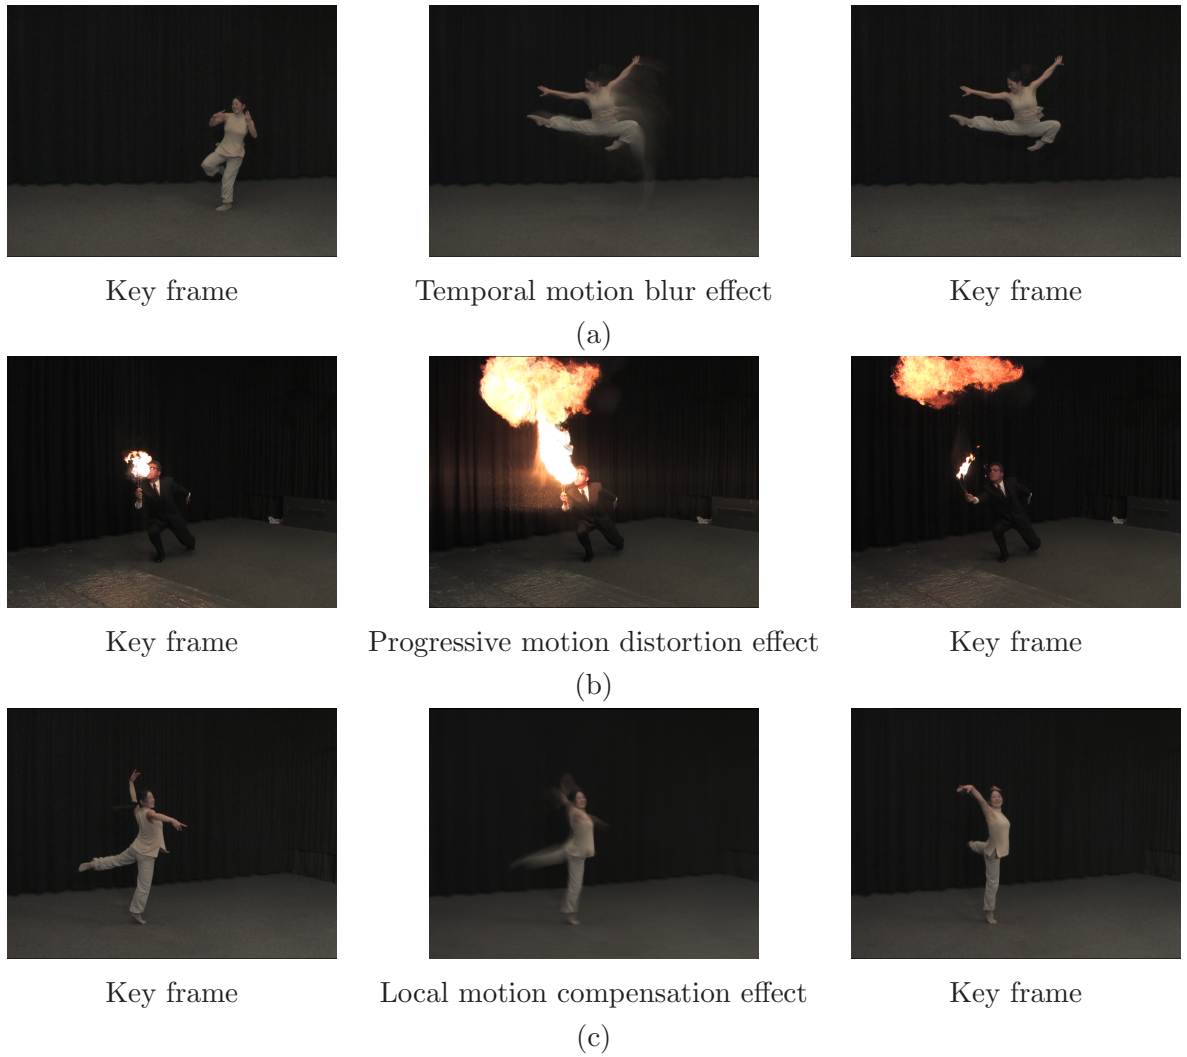 Key frame
Temporal motion blur effect
Key frame
(a)
Key frame
Progressive motion distortion effect
Key frame
(b)
Key frame
Local motion compensation effect
Key frame
(c)